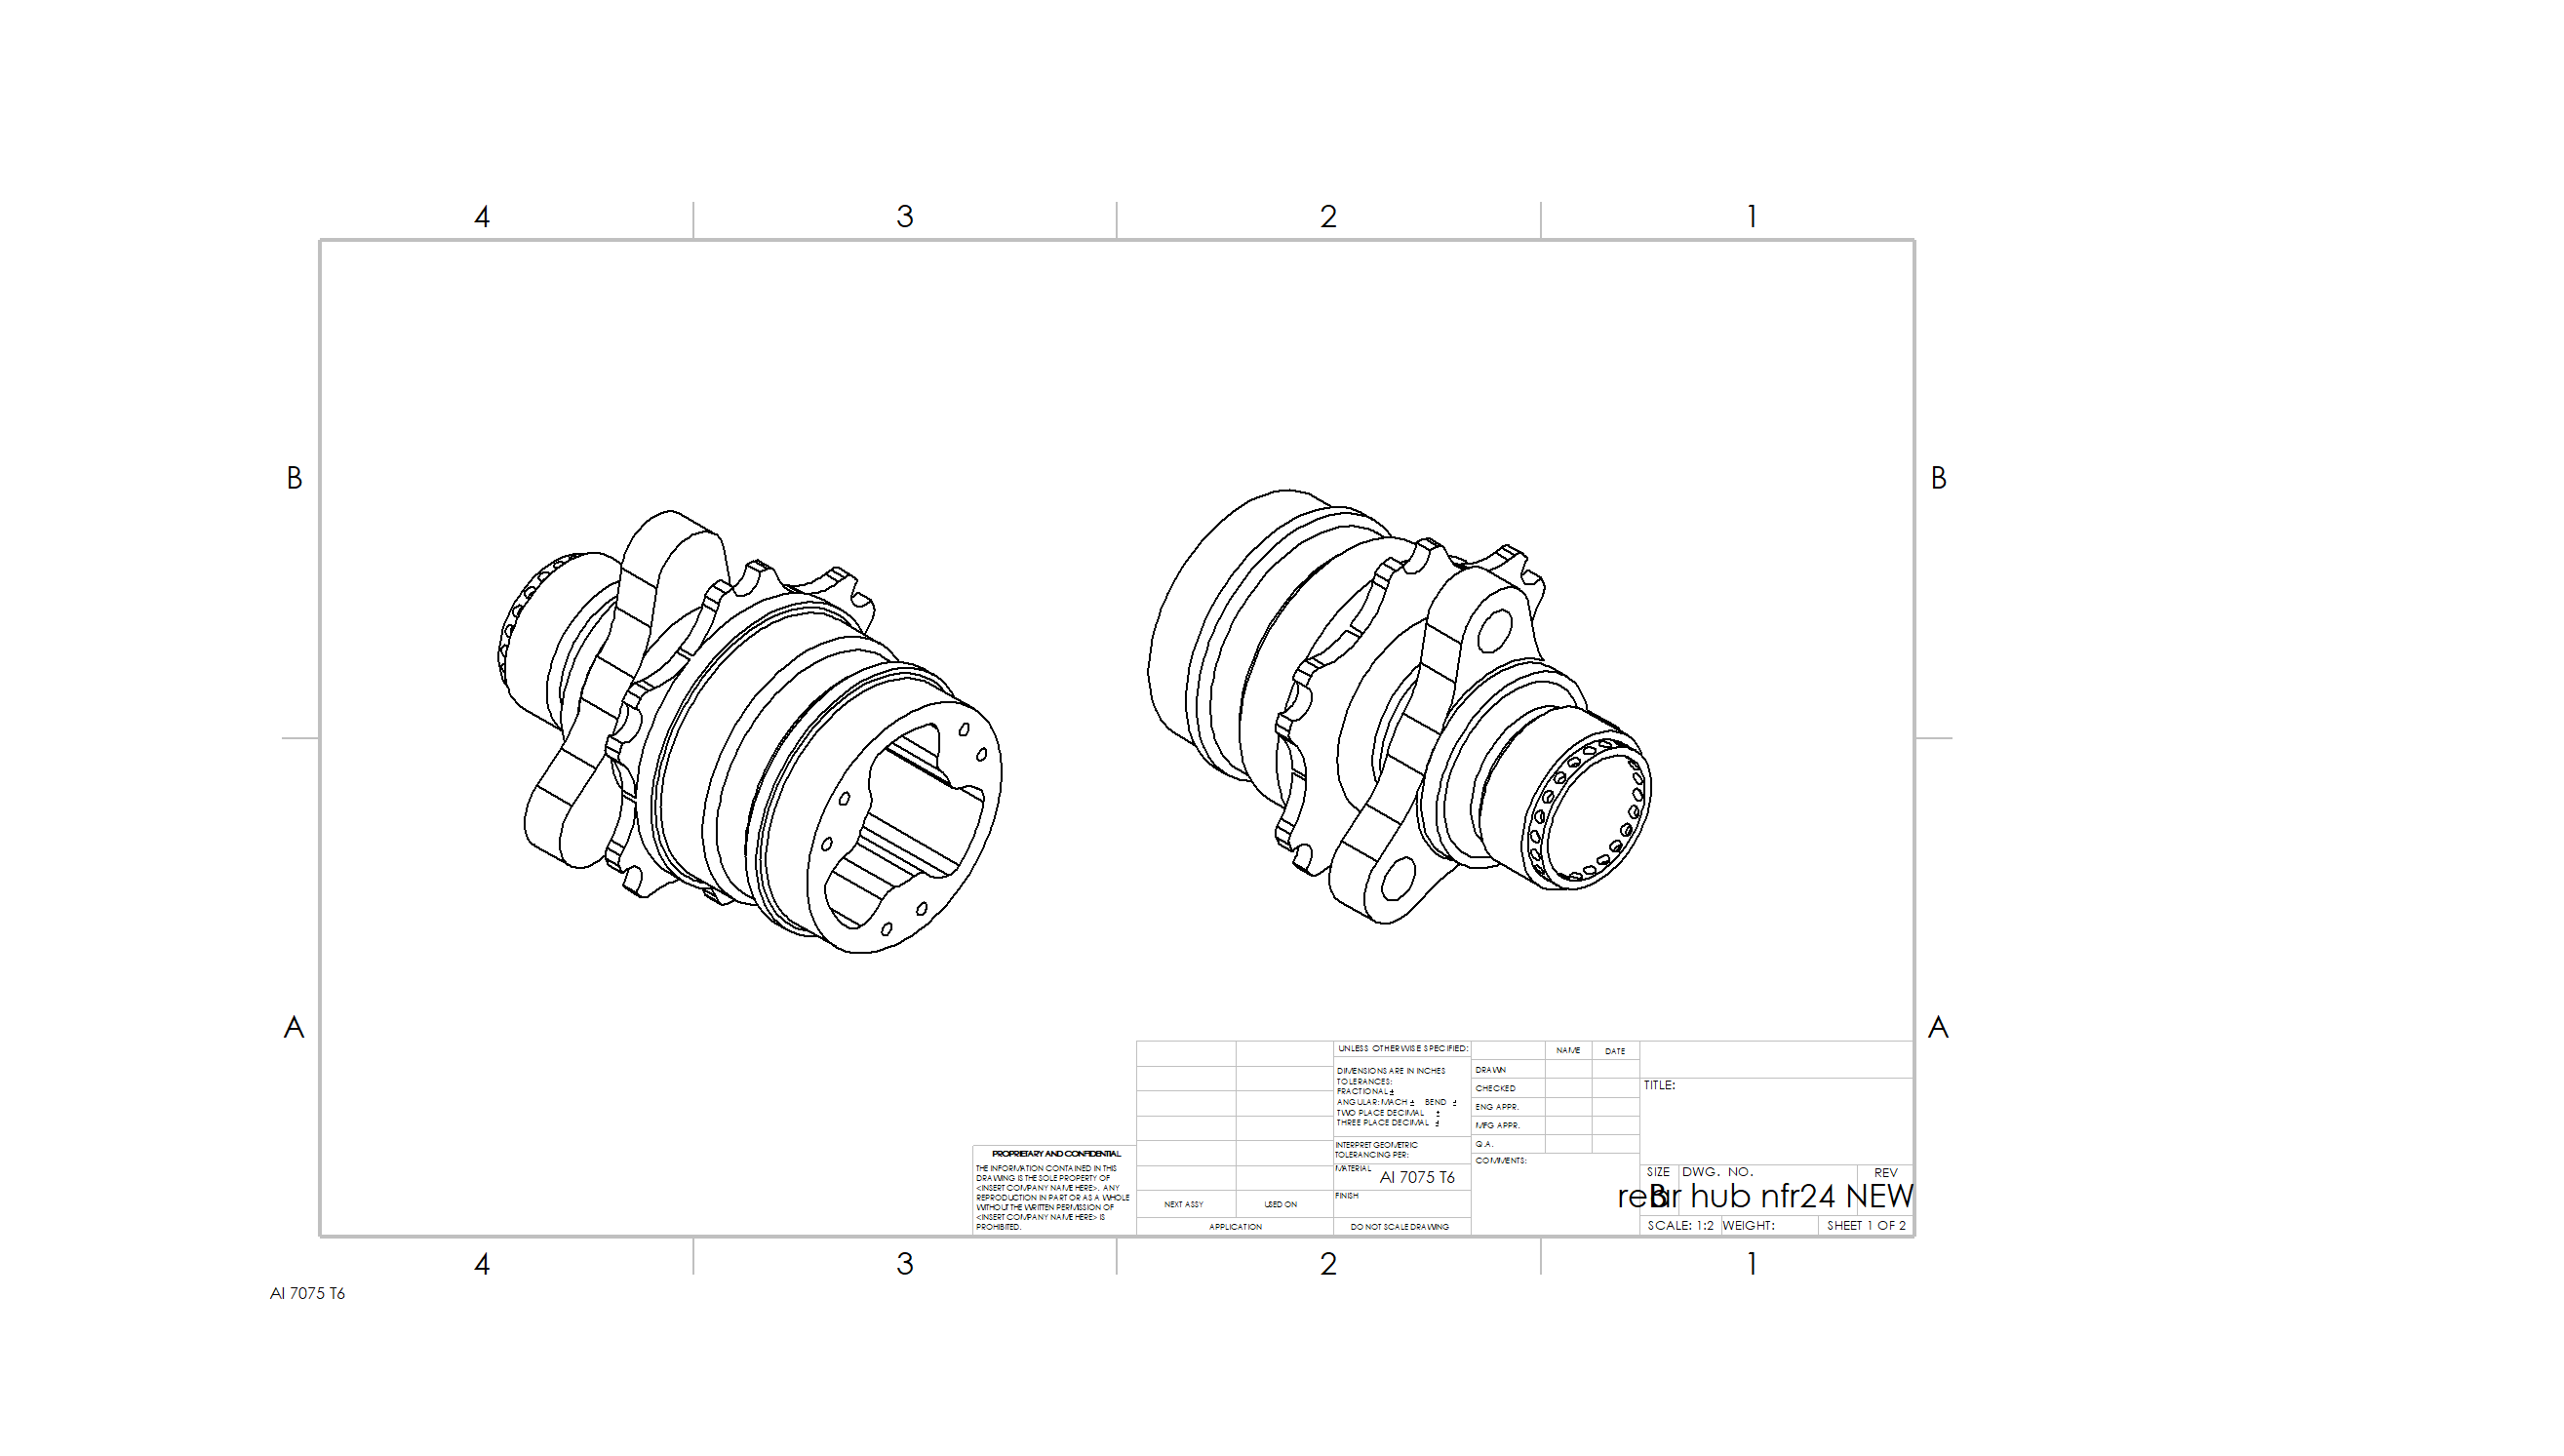 4 3 2 1
B B
A A
UNLESS OTHERWISE SPECIFIED:
DIMENSIONS ARE IN INCHES
TOLERANCES:
FRACTIONAL ±
ANGULAR: MACH ± BEND ±
TWO PLACE DECIMAL ±
THREE PLACE DECIMAL ±
INTERPRET GEOMETRIC
TOLERANCING PER:
MATERIAL
Al 7075 T6
FINISH
DO NOT SCALE DRAWING
NAME DATE
DRAWN
CHECKED
ENG APPR.
MFG APPR.
Q.A.
COMMENTS:
TITLE:
SIZE DWG. NO. REV
B
rear hub nfr24 NEW
SCALE: 1:2 WEIGHT: SHEET 1 OF 2
PROPRIETARY AND CONFIDENTIAL
THE INFORMATION CONTAINED IN THIS
DRAWING IS THE SOLE PROPERTY OF
<INSERT COMPANY NAME HERE>. ANY
REPRODUCTION IN PART OR AS A WHOLE
WITHOUT THE WRITTEN PERMISSION OF
<INSERT COMPANY NAME HERE> IS
PROHIBITED.
NEXT ASSY USED ON
APPLICATION
4 3 2 1
Al 7075 T6